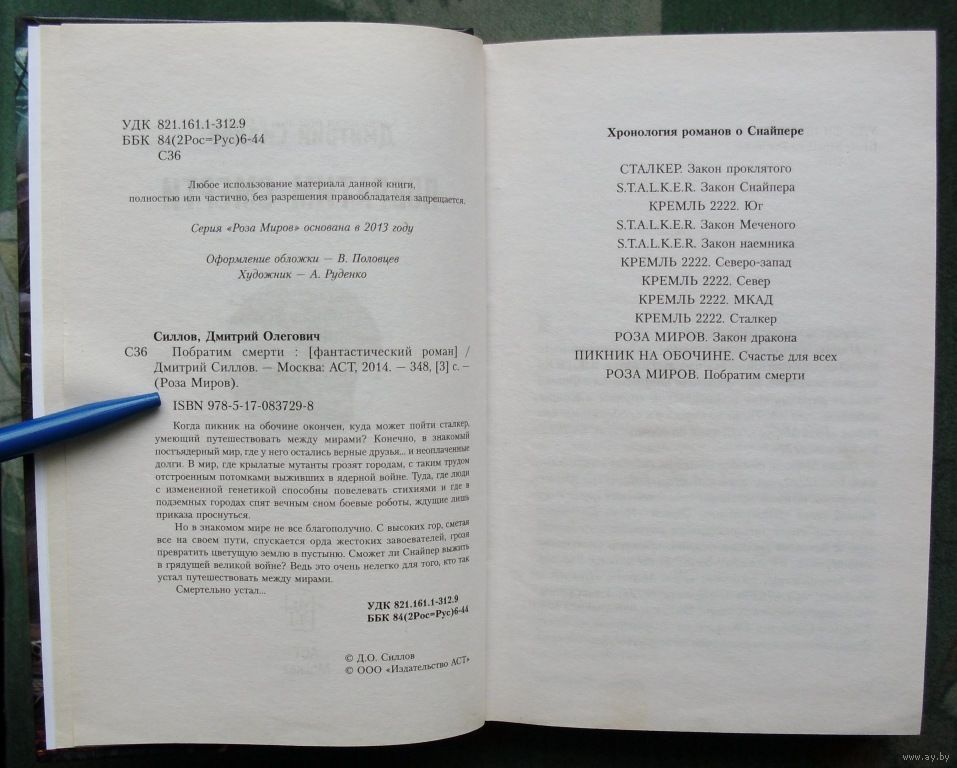 УДК 821.161.1-312.9
ББК 84(2Рос=Рус)6-44
С36
Любое использование материала данной книги,
полностью или частично, без разрешения правообладателя запрещается.
Серия «Роза Миров» основана в 2013 году
Оформление обложки — В. Половцев
Художник — А. Руденко
Силлов, Дмитрий Олегович
С36 Побратим смерти : [фантастический роман] /
Дмитрий Силлов. — Москва: АСТ, 2014. — 348, [3] с. —
(Роза Миров).
ISBN 978-5-17-083729-8
Когда пикник на обочине окончен, куда может пойти сталкер,
умеющий путешествовать между мирами? Конечно, в знакомый
постъядерный мир, где у него остались верные друзья... и неоплаченные
долги. В мир, где крылатые мутанты грозят городам, с таким трудом
отстроенным потомками выживших в ядерной войне. Туда, где люди
с измененной генетикой способны повелевать стихиями и где в
подземных городах спят вечным сном боевые роботы, ждущие лишь
приказа проснуться.
Но в знакомом мире не все благополучно. С высоких гор, сметая
все на своем пути, спускается орда жестоких завоевателей, грозя
превратить цветущую землю в пустыню. Сможет ли Снайпер выжить
в грядущей великой войне? Ведь это очень нелегко для того, кто так
устал путешествовать между мирами.
Смертельно устал...
УДК 821.161.1-312.9
ББК 84(2Рос=Рус)6-44
© Д.О. Силлов
© ООО «Издательство АСТ»
Хронология романов о Снайпере
СТАЛКЕР. Закон проклятого
S.T.A.L.K.E.R. Закон Снайпера
КРЕМЛЬ 2222. Юг
S.T.A.L.K.E.R. Закон Меченого
S.T.A.L.K.E.R. Закон наемника
КРЕМЛЬ 2222. Северо-запад
КРЕМЛЬ 2222. Север
КРЕМЛЬ 2222. МКАД
КРЕМЛЬ 2222. Сталкер
РОЗА МИРОВ. Закон дракона
ПИКНИК НА ОБОЧИНЕ. Счастье для всех
РОЗА МИРОВ. Побратим смерти
www.ay.by